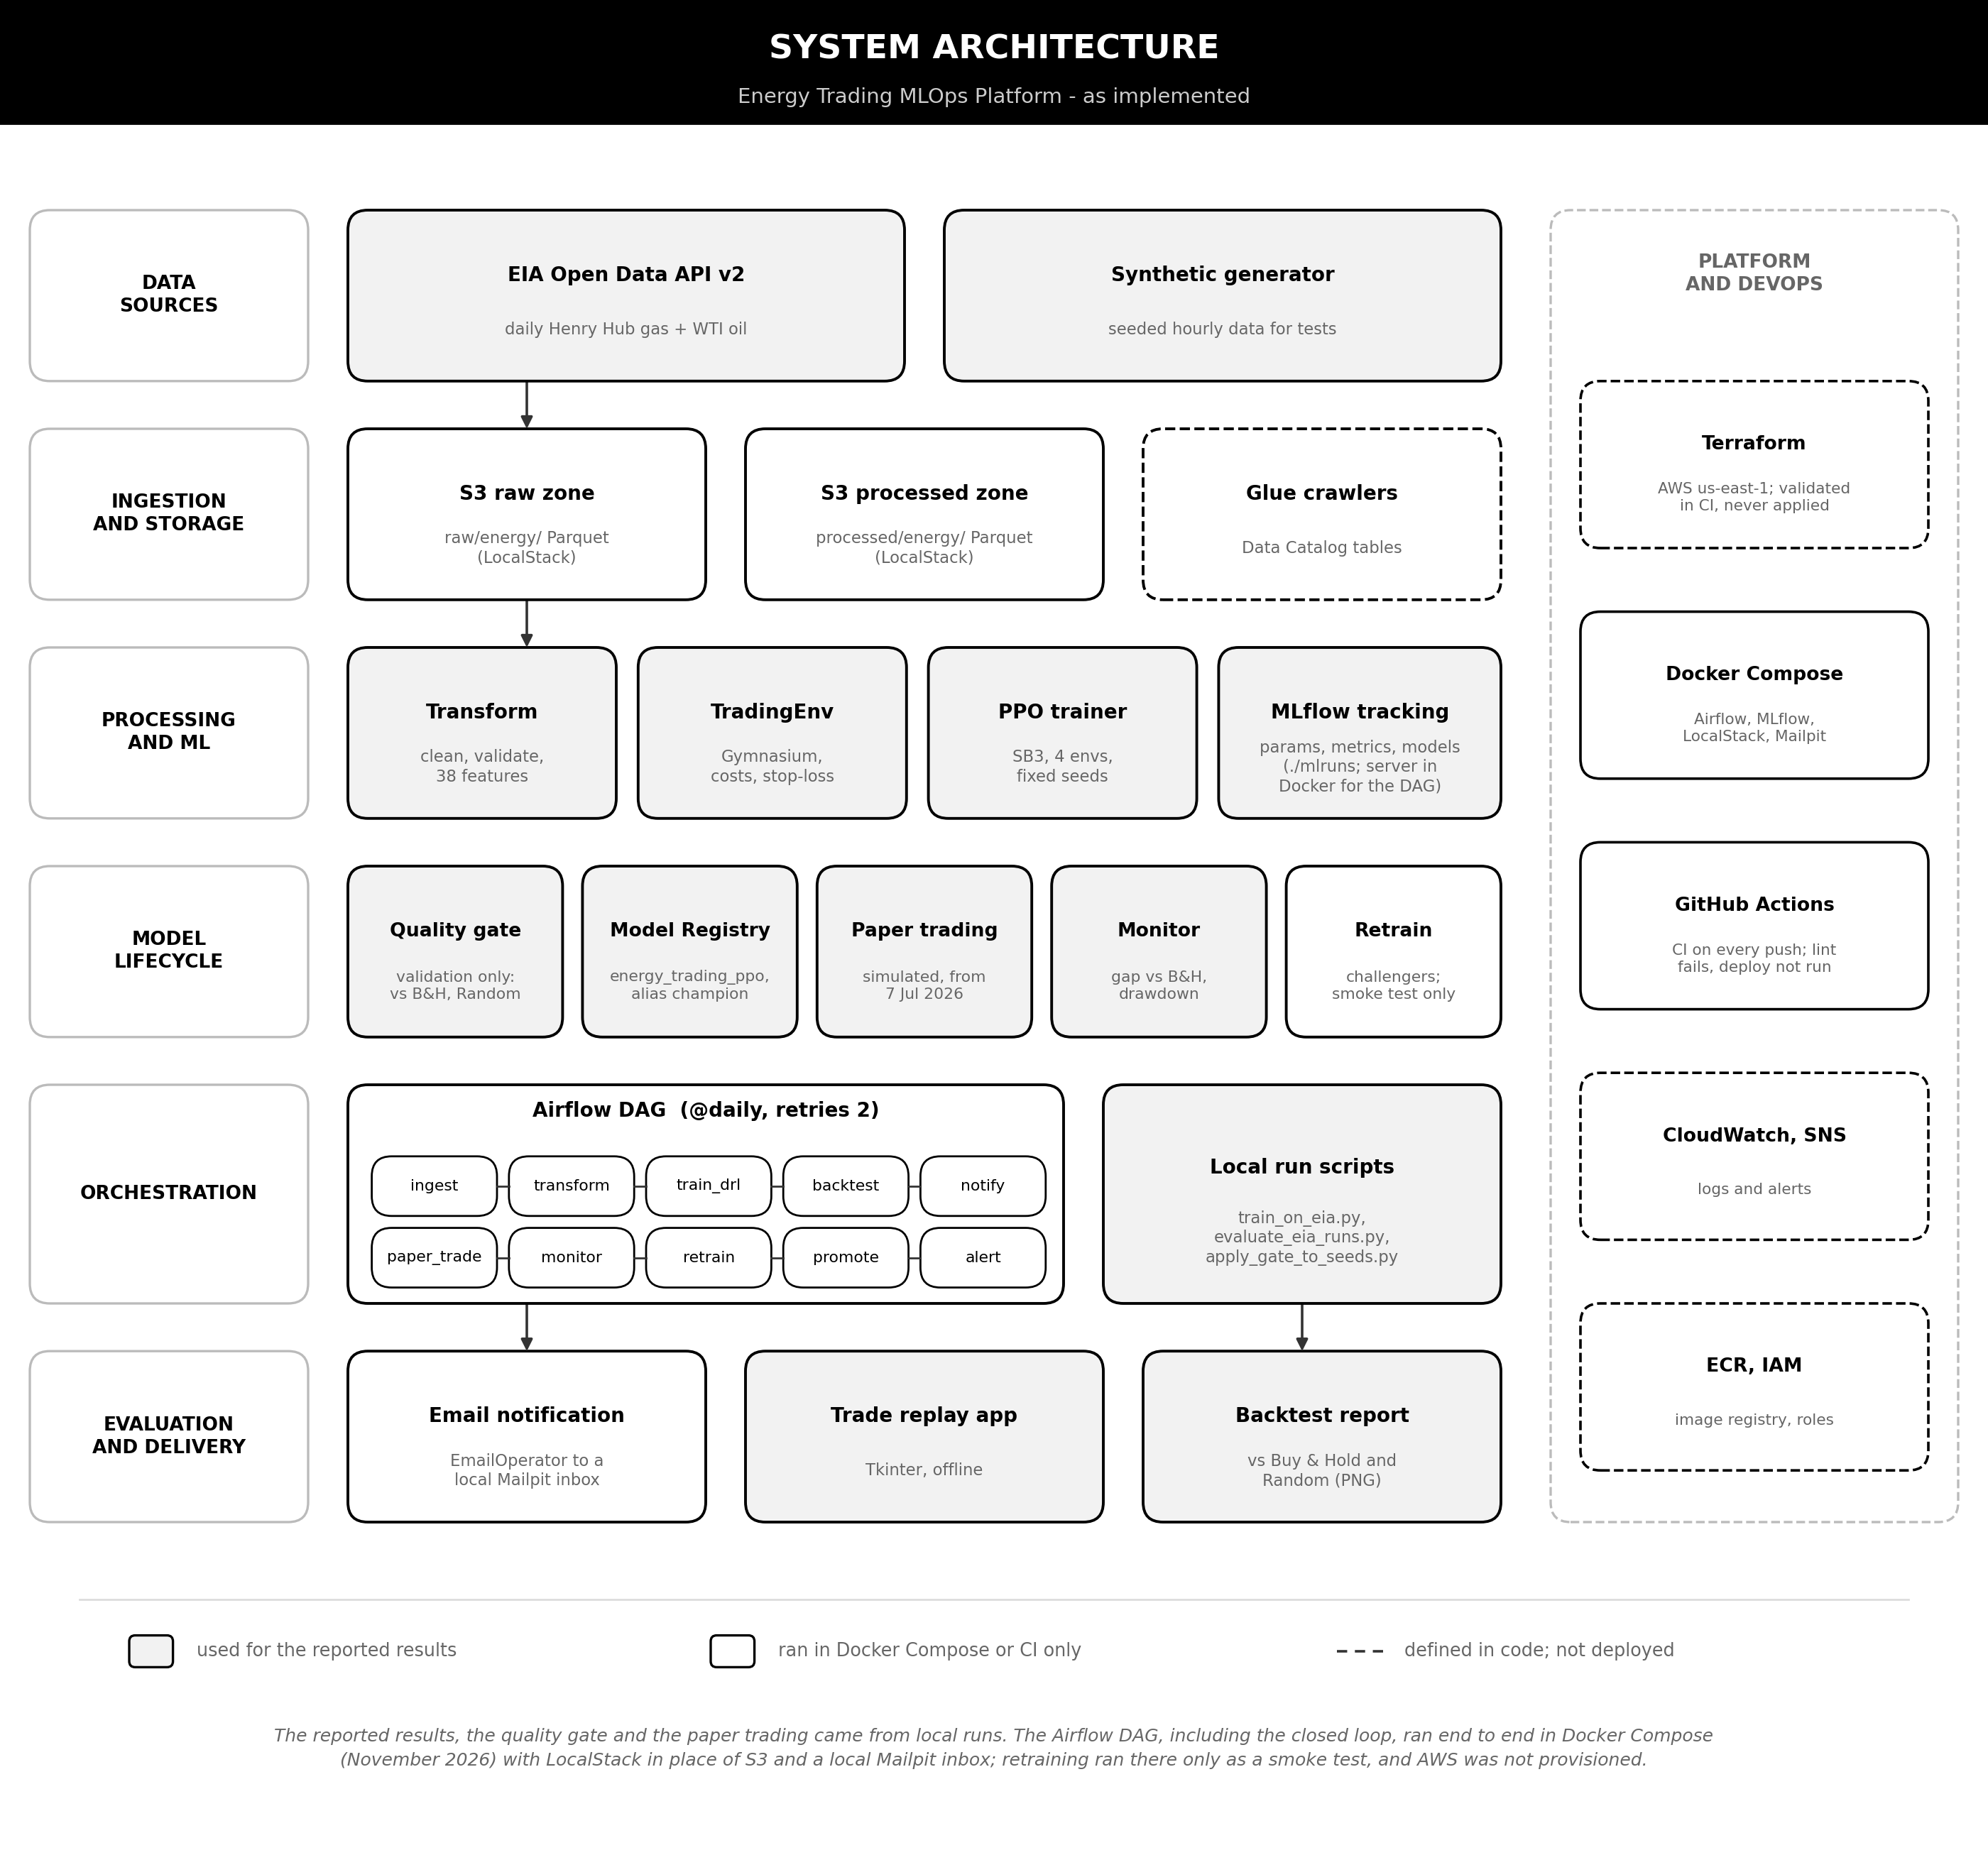 SYSTEM ARCHITECTURE
Energy Trading MLOps Platform - as implemented
DATA
SOURCES
EIA Open Data API v2
daily Henry Hub gas + WTI oil
Synthetic generator
seeded hourly data for tests
INGESTION
AND STORAGE
S3 raw zone
raw/energy/ Parquet
(LocalStack)
S3 processed zone
processed/energy/ Parquet
(LocalStack)
Glue crawlers
Data Catalog tables
PROCESSING
AND ML
Transform
clean, validate,
38 features
TradingEnv
Gymnasium,
costs, stop-loss
PPO trainer
SB3, 4 envs,
fixed seeds
MLflow tracking
params, metrics, models
(./mlruns; server in
Docker for the DAG)
MODEL
LIFECYCLE
Quality gate
validation only:
vs B&H, Random
Model Registry
energy_trading_ppo,
alias champion
Paper trading
simulated, from
7 Jul 2026
Monitor
gap vs B&H,
drawdown
Retrain
challengers;
smoke test only
ORCHESTRATION
Airflow DAG (@daily, retries 2)
ingest
transform
train_drl
backtest
notify
paper_trade
monitor
retrain
promote
alert
Local run scripts
train_on_eia.py,
evaluate_eia_runs.py,
apply_gate_to_seeds.py
EVALUATION
AND DELIVERY
Email notification
EmailOperator to a
local Mailpit inbox
Trade replay app
Tkinter, offline
Backtest report
vs Buy & Hold and
Random (PNG)
PLATFORM
AND DEVOPS
Terraform
AWS us-east-1; validated
in CI, never applied
Docker Compose
Airflow, MLflow,
LocalStack, Mailpit
GitHub Actions
CI on every push; lint
fails, deploy not run
CloudWatch, SNS
logs and alerts
ECR, IAM
image registry, roles
used for the reported results
ran in Docker Compose or CI only
defined in code; not deployed
The reported results, the quality gate and the paper trading came from local runs. The Airflow DAG, including the closed loop, ran end to end in Docker Compose
(November 2026) with LocalStack in place of S3 and a local Mailpit inbox; retraining ran there only as a smoke test, and AWS was not provisioned.